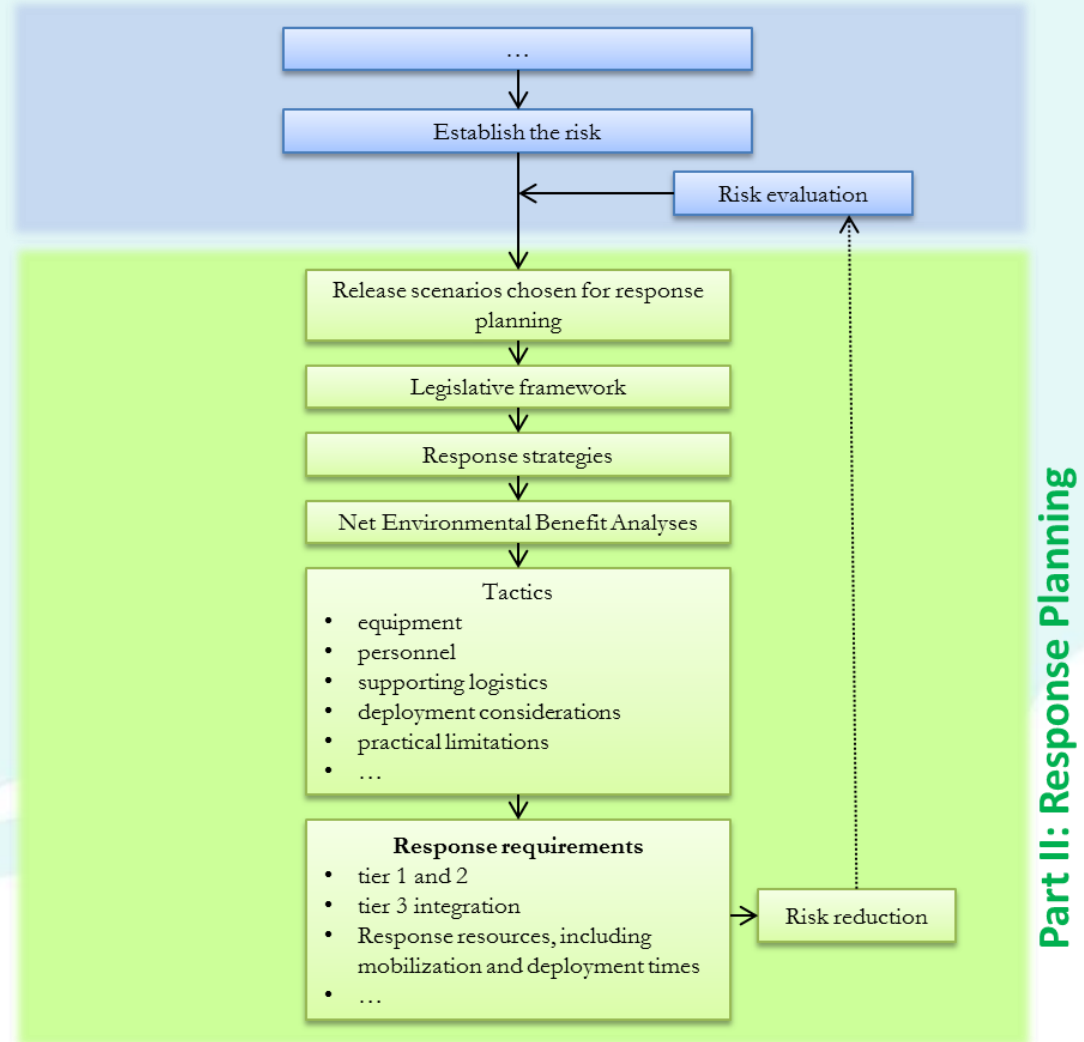 …
Establish the risk
Risk evaluation
Release scenarios chosen for response
planning
Legislative framework
Response strategies
Net Environmental Benefit Analyses
Tactics
• equipment
• personnel
• supporting logistics
• deployment considerations
• practical limitations
• …
Response requirements
• tier 1 and 2
• tier 3 integration
• Response resources, including
mobilization and deployment times
• …
Risk reduction
Part II: Response Planning